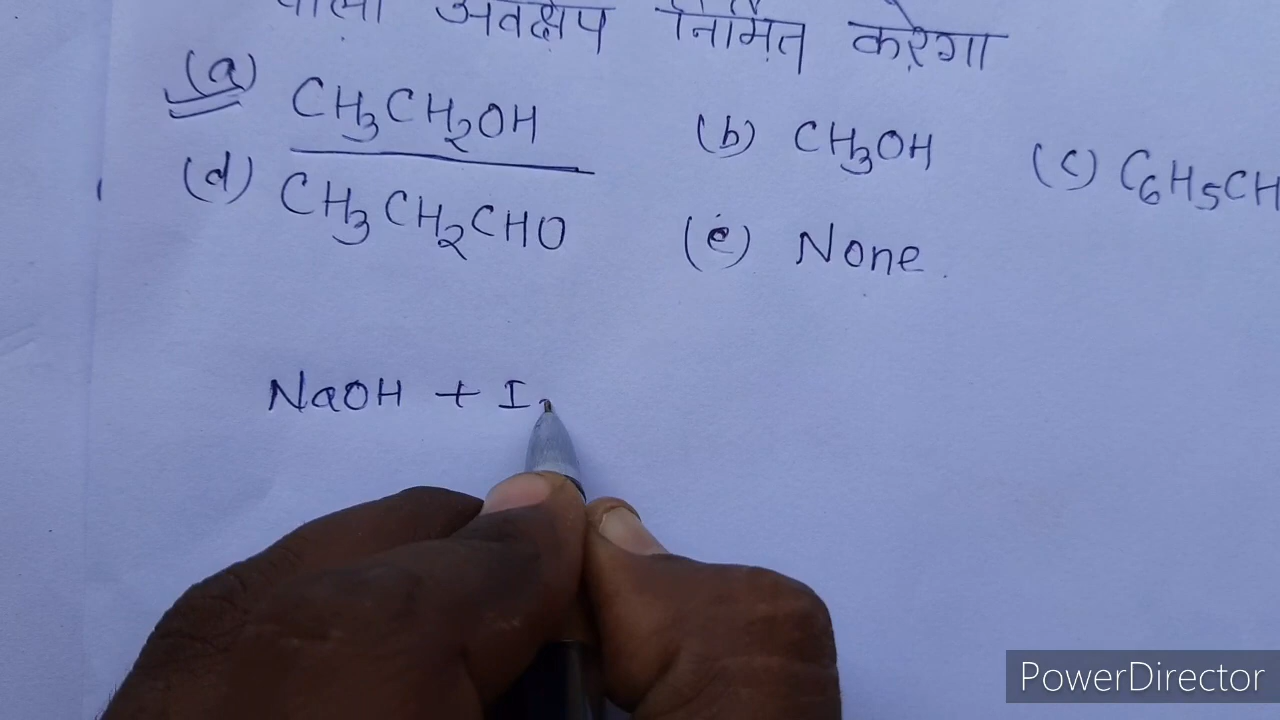 पीला अवक्षेप निर्मित करेगा
(a) CH3CH2OH (b) CH3OH (c) C6H5CH
(d) CH3CH2CHO (e) None.
NaOH + I
PowerDirector